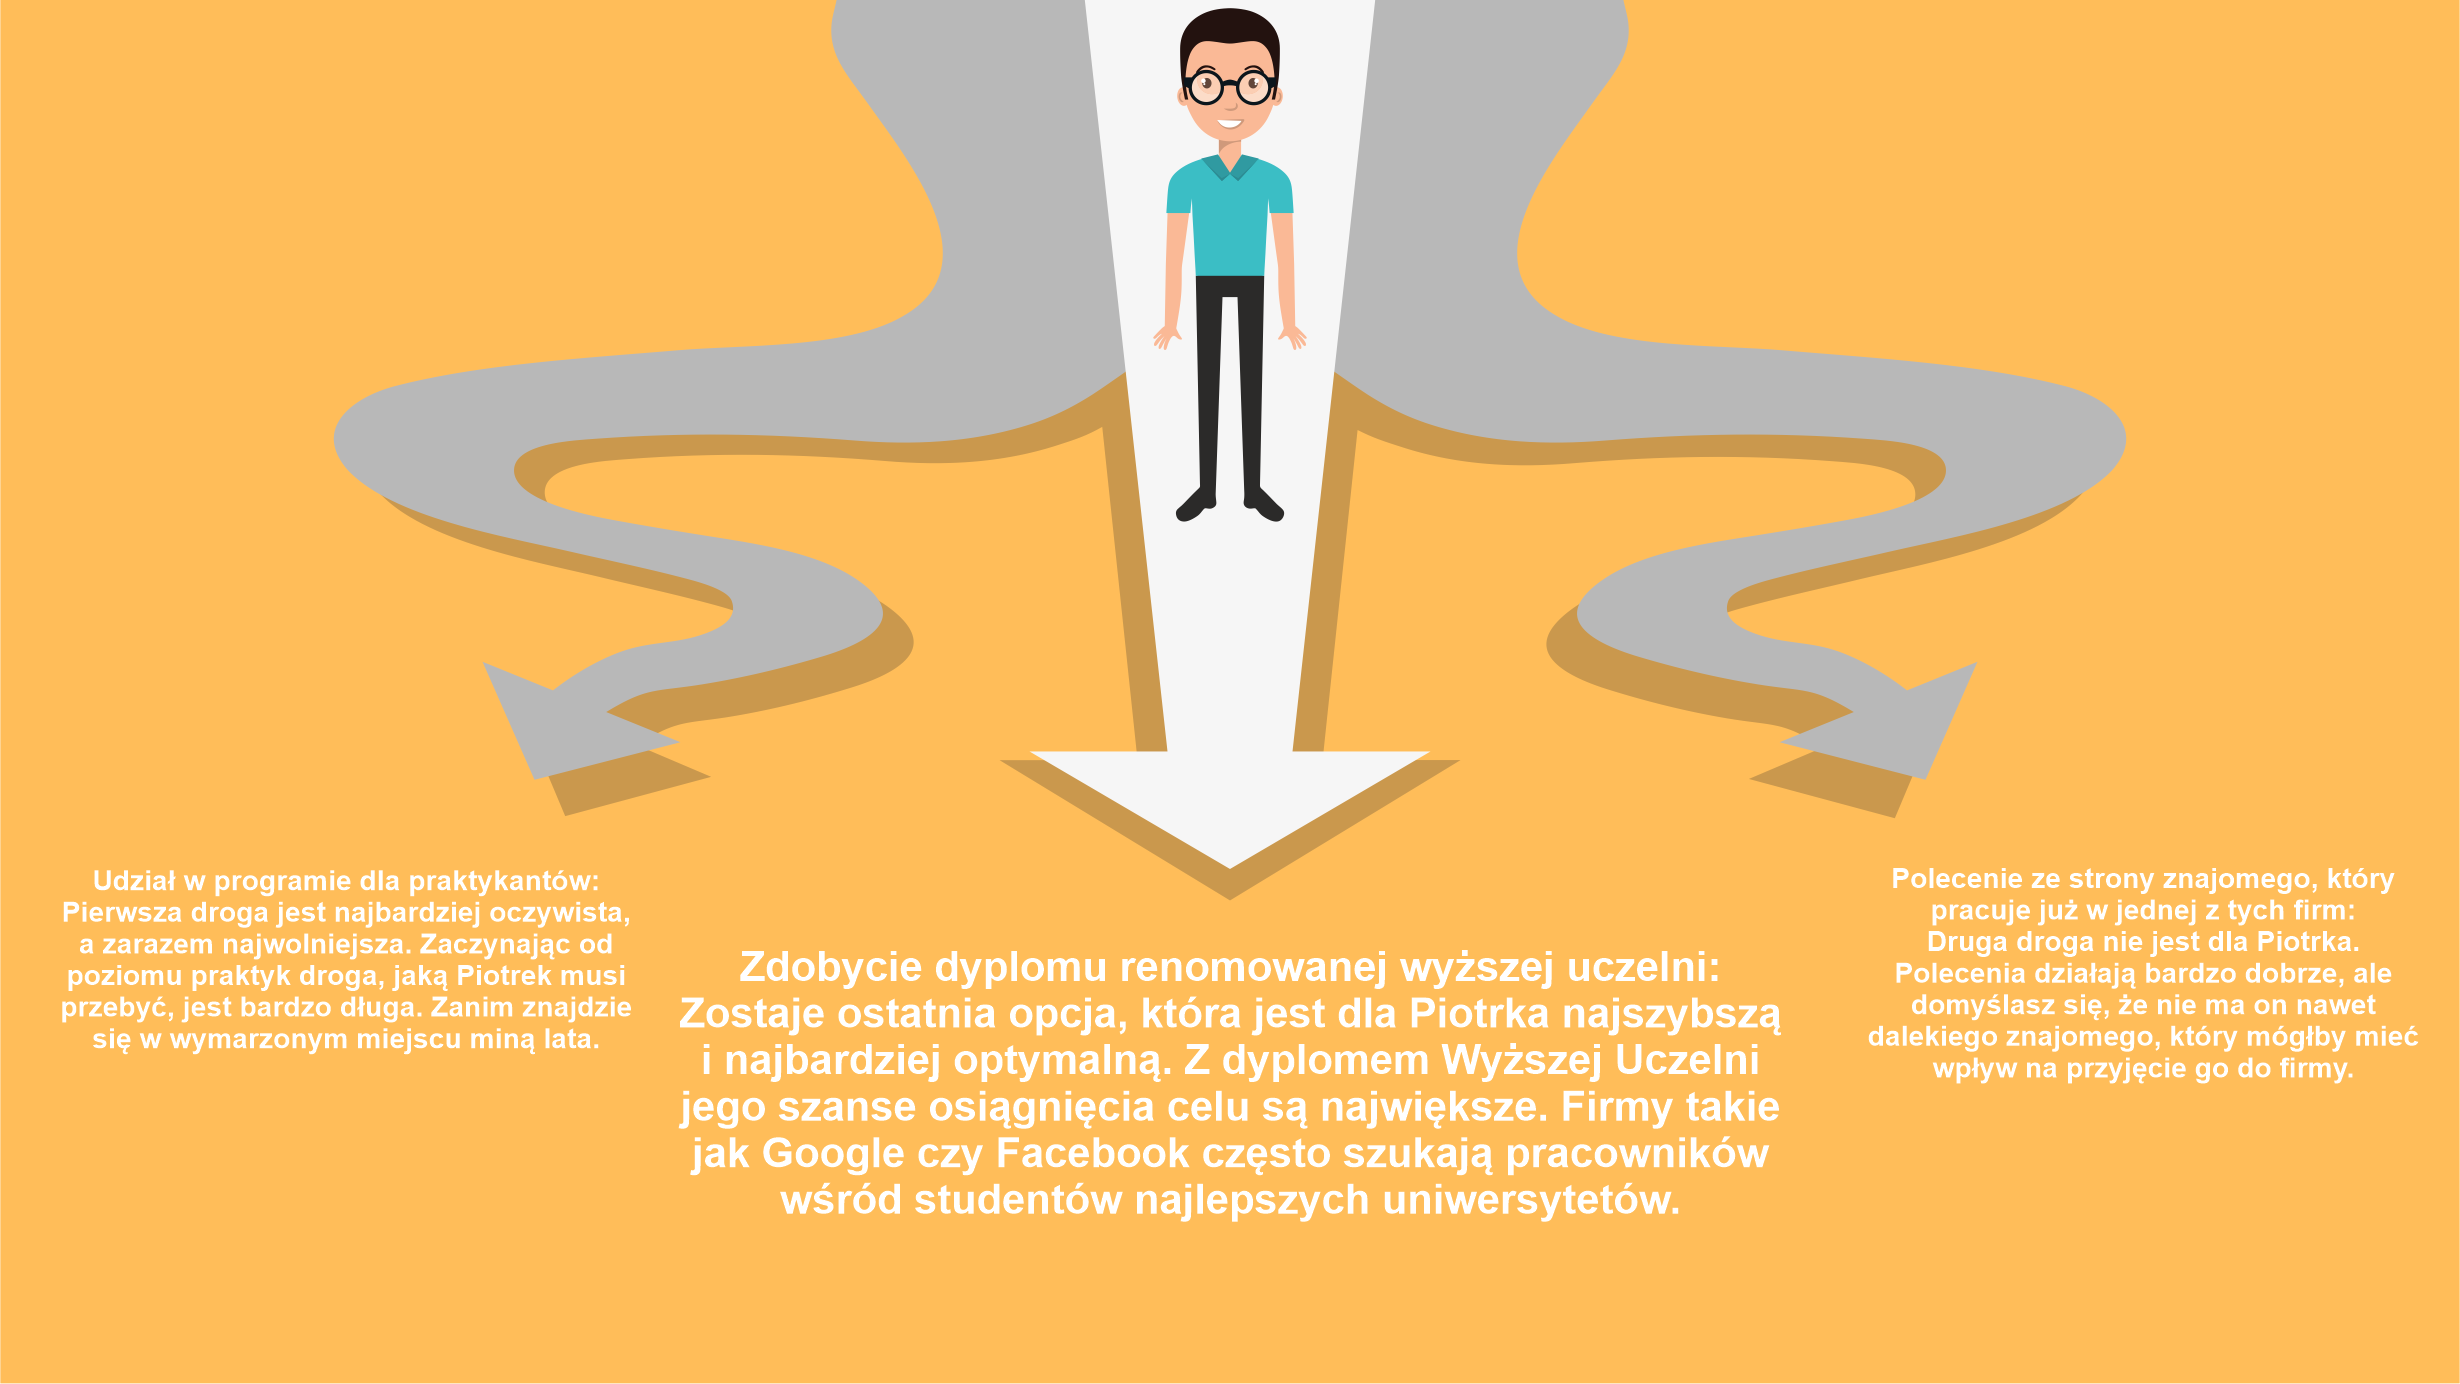 Udział w programie dla praktykantów:
Pierwsza droga jest najbardziej oczywista,
a zarazem najwolniejsza. Zaczynając od
poziomu praktyk droga, jaką Piotrek musi
przebyć, jest bardzo długa. Zanim znajdzie
się w wymarzonym miejscu miną lata.
Zdobycie dyplomu renomowanej wyższej uczelni:
Zostaje ostatnia opcja, która jest dla Piotrka najszybszą
i najbardziej optymalną. Z dyplomem Wyższej Uczelni
jego szanse osiągnięcia celu są największe. Firmy takie
jak Google czy Facebook często szukają pracowników
wśród studentów najlepszych uniwersytetów.
Polecenie ze strony znajomego, który
pracuje już w jednej z tych firm:
Druga droga nie jest dla Piotrka.
Polecenia działają bardzo dobrze, ale
domyślasz się, że nie ma on nawet
dalekiego znajomego, który mógłby mieć
wpływ na przyjęcie go do firmy.